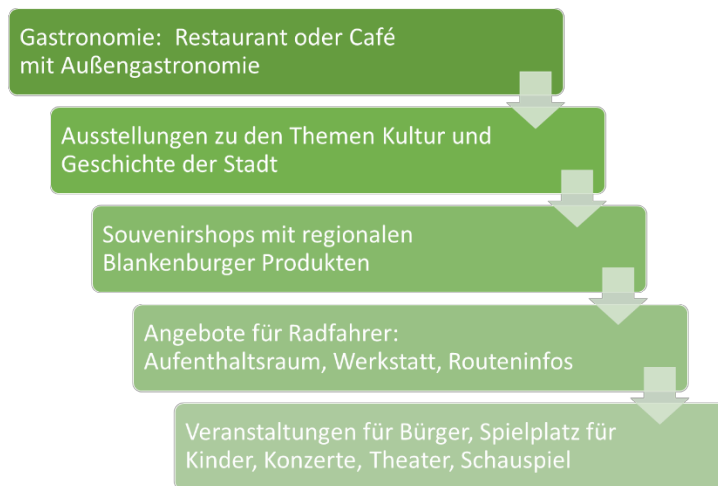 Gastronomie: Restaurant oder Café
mit Außengastronomie
Ausstellungen zu den Themen Kultur und
Geschichte der Stadt
Souvenirshops mit regionalen
Blankenburger Produkten
Angebote für Radfahrer:
Aufenthaltsraum, Werkstatt, Routeninfos
Veranstaltungen für Bürger, Spielplatz für
Kinder, Konzerte, Theater, Schauspiel